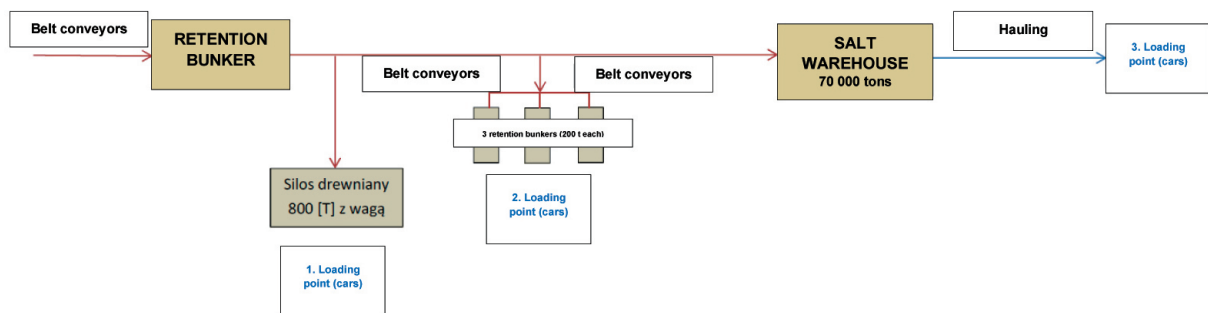 Belt conveyors
RETENTION
BUNKER
Belt conveyors
Belt conveyors
3 retention bunkers (200 t each)
Silos drewniany
800 [T] z wagą
1. Loading
point (cars)
2. Loading
point (cars)
SALT
WAREHOUSE
70 000 tons
Hauling
3. Loading
point (cars)